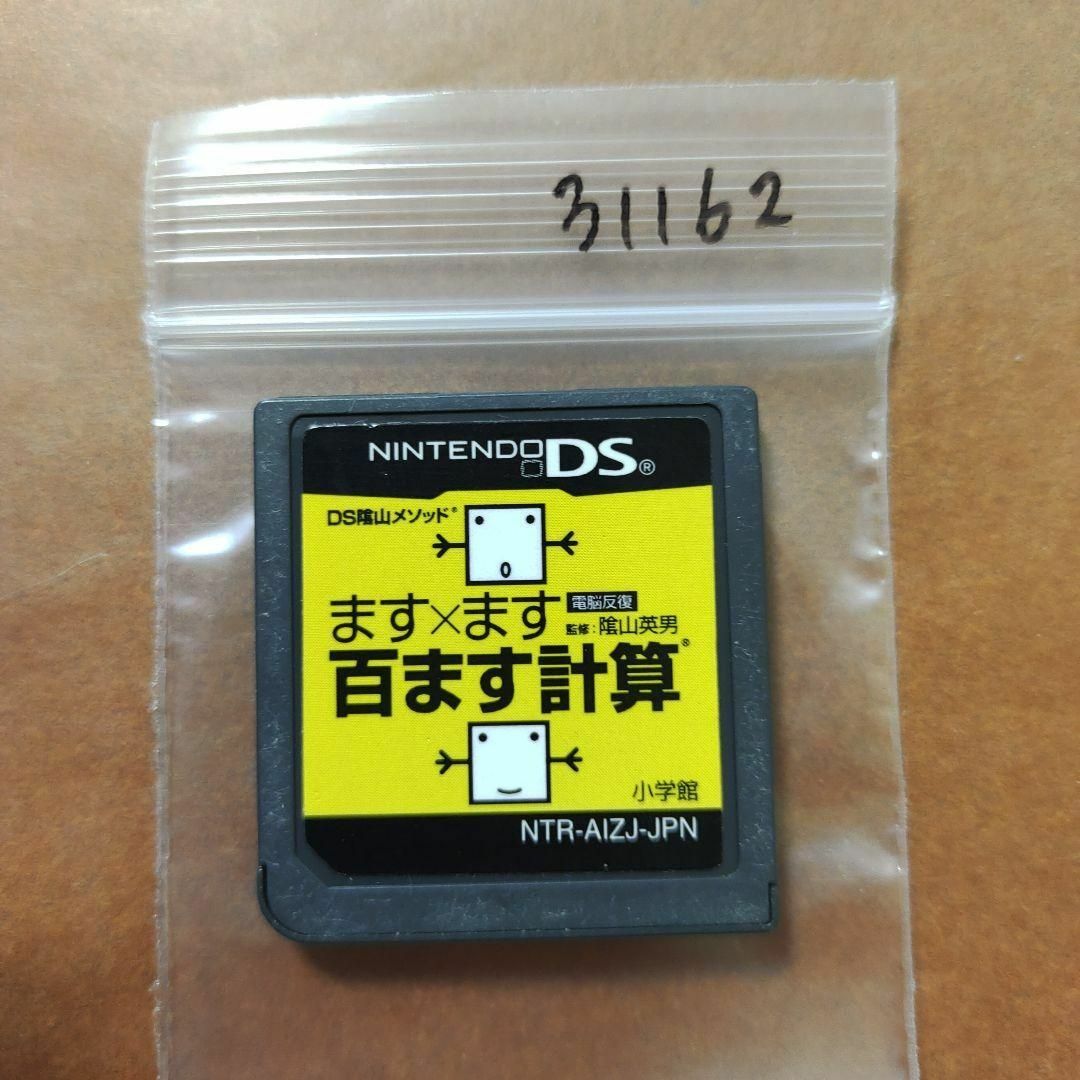 31162
NINTENDO DS®
DS陰山メソッド®
ます×ます 電脳反復
監修:陰山英男
百ます計算®
小学館
NTR-AIZJ-JPN